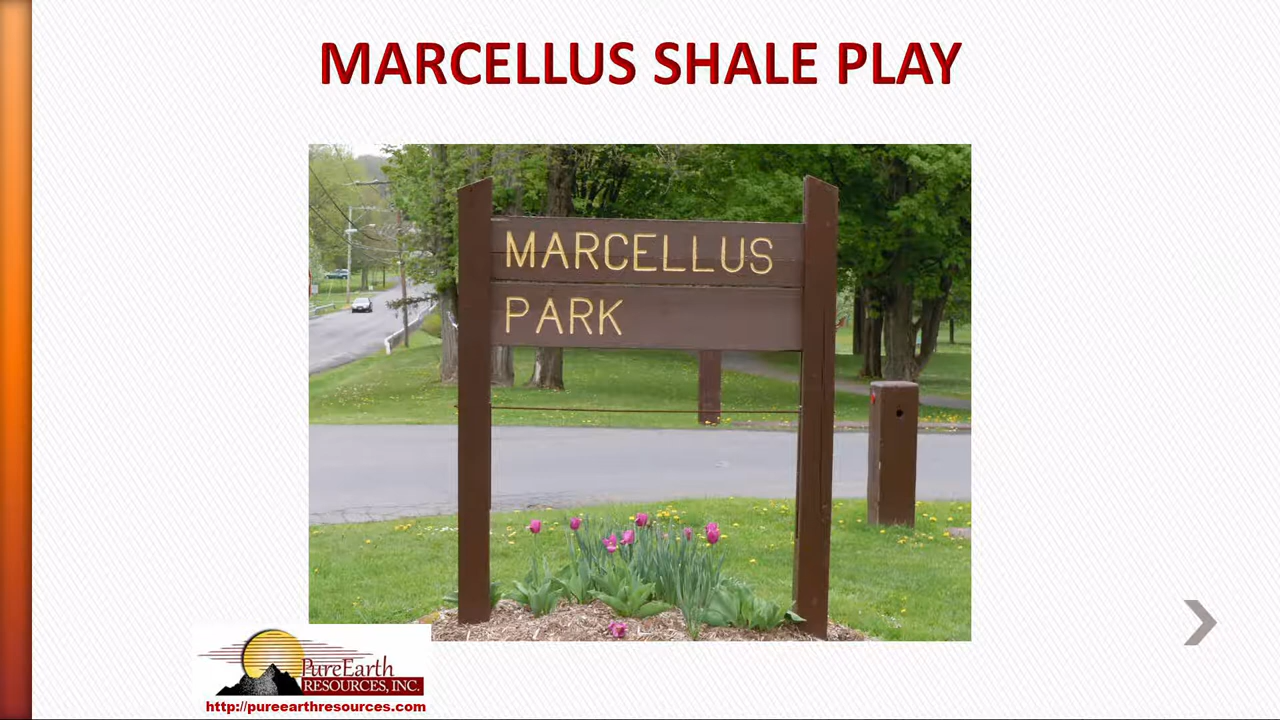 MARCELLUS SHALE PLAY
MARCELLUS
PARK
PureEarth
RESOURCES, INC.
http://pureearthresources.com